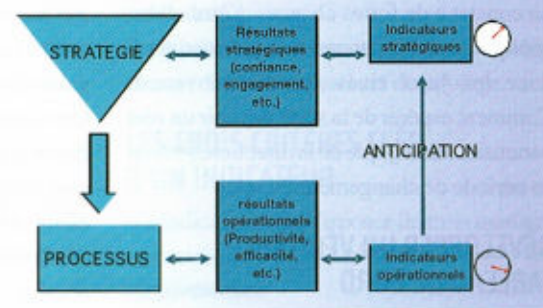 STRATEGIE
Résultats
stratégiques
(confiance,
engagement,
etc.)
Indicateurs
stratégiques
ANTICIPATION
PROCESSUS
résultats
opérationnels
(Productivité,
efficacité,
etc.)
Indicateurs
opérationnels